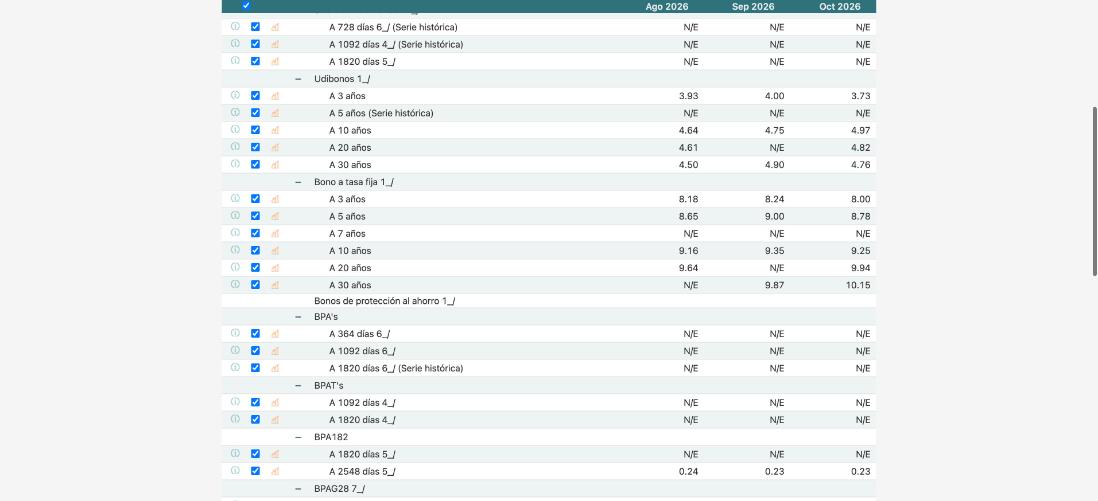 Ago 2026 Sep 2026 Oct 2026
A 728 días 6_/ (Serie histórica) N/E N/E N/E
A 1092 días 4_/ (Serie histórica) N/E N/E N/E
A 1820 días 5_/ N/E N/E N/E
– Udibonos 1_/
A 3 años 3.93 4.00 3.73
A 5 años (Serie histórica) N/E N/E N/E
A 10 años 4.64 4.75 4.97
A 20 años 4.61 N/E 4.82
A 30 años 4.50 4.90 4.76
– Bono a tasa fija 1_/
A 3 años 8.18 8.24 8.00
A 5 años 8.65 9.00 8.78
A 7 años N/E N/E N/E
A 10 años 9.16 9.35 9.25
A 20 años 9.64 N/E 9.94
A 30 años N/E 9.87 10.15
Bonos de protección al ahorro 1_/
– BPA's
A 364 días 6_/ N/E N/E N/E
A 1092 días 6_/ N/E N/E N/E
A 1820 días 6_/ (Serie histórica) N/E N/E N/E
– BPAT's
A 1092 días 4_/ N/E N/E N/E
A 1820 días 4_/ N/E N/E N/E
– BPA182
A 1820 días 5_/ N/E N/E N/E
A 2548 días 5_/ 0.24 0.23 0.23
– BPAG28 7_/